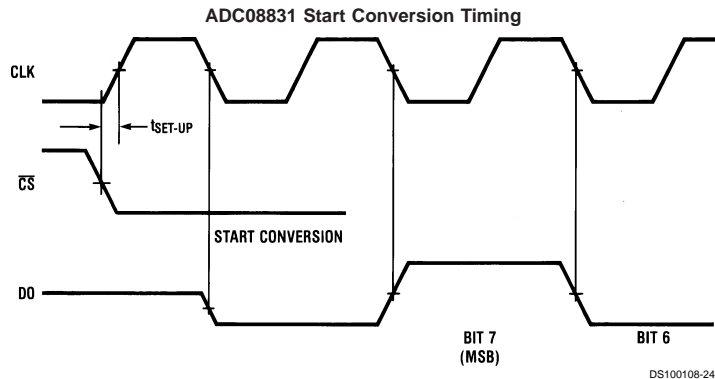 ADC08831 Start Conversion Timing
CLK
tSET-UP
CS
START CONVERSION
DO
BIT 7
(MSB)
BIT 6
DS100108-24